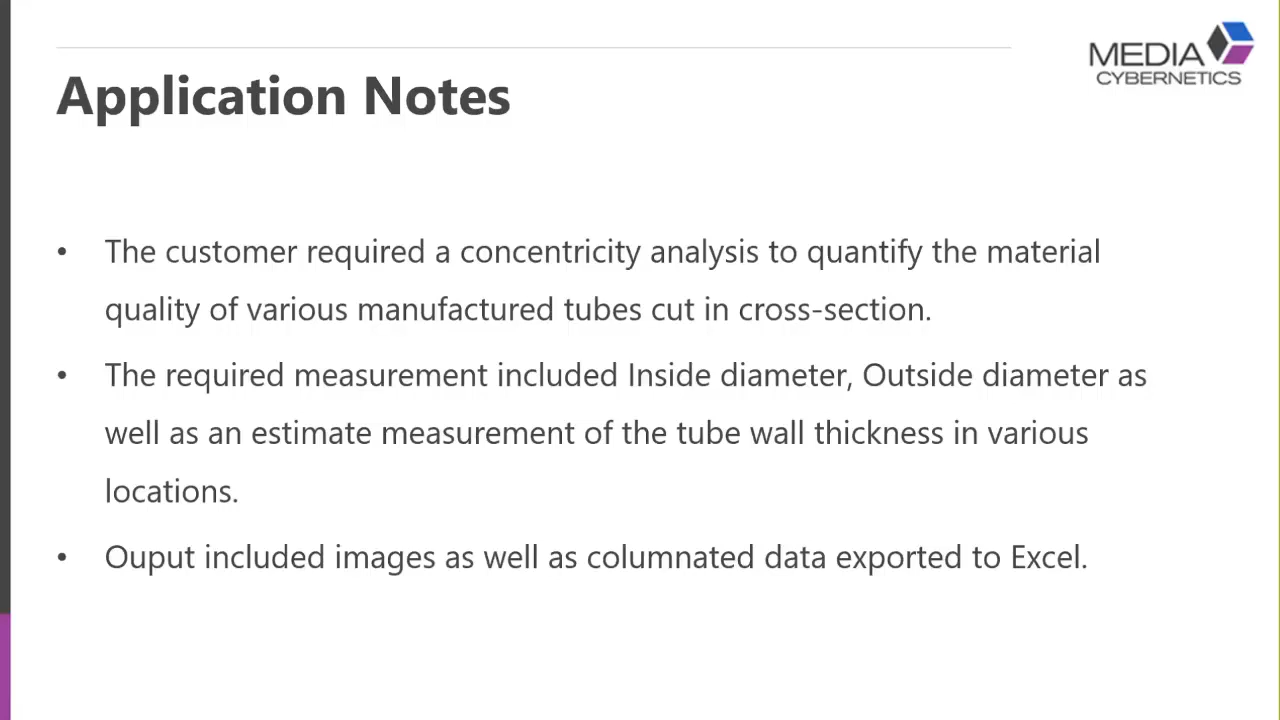 MEDIA
CYBERNETICS
Application Notes
• The customer required a concentricity analysis to quantify the material
quality of various manufactured tubes cut in cross-section.
• The required measurement included Inside diameter, Outside diameter as
well as an estimate measurement of the tube wall thickness in various
locations.
• Ouput included images as well as columnated data exported to Excel.